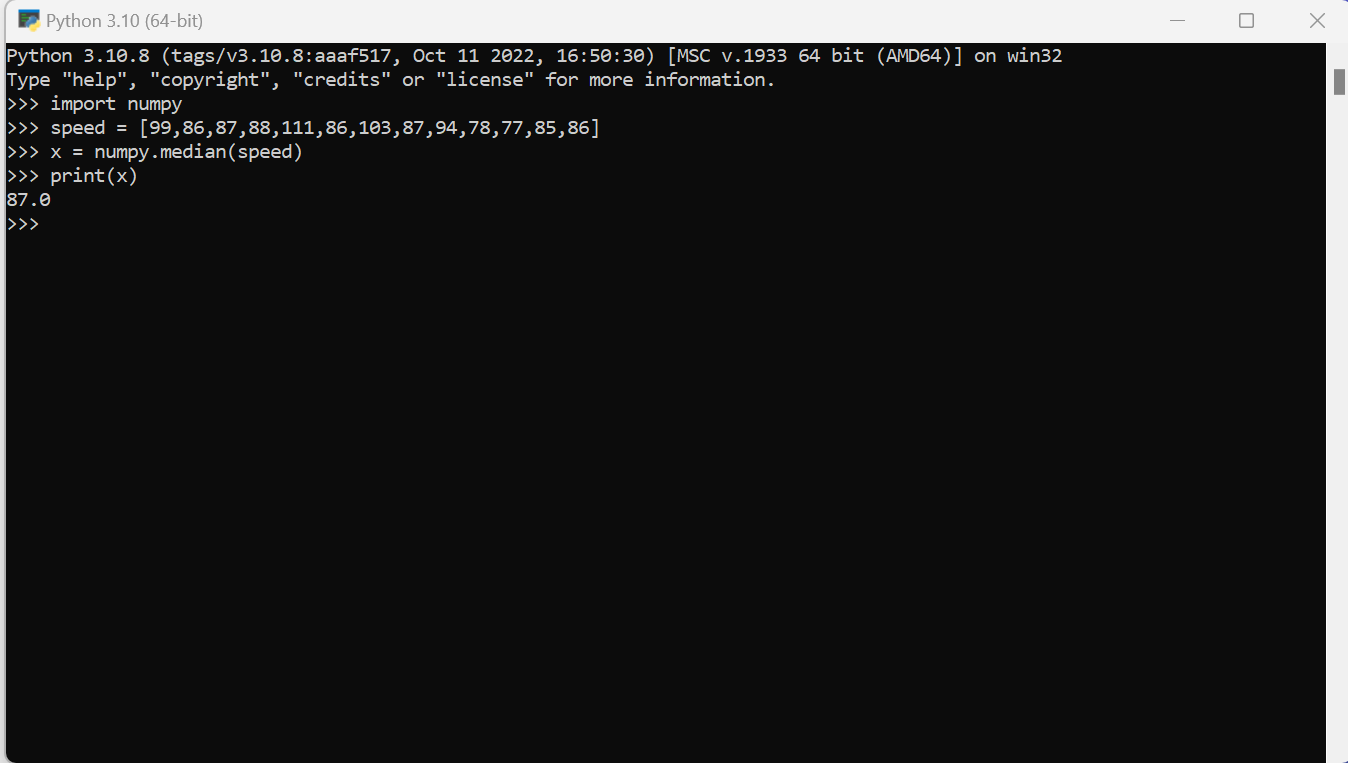 Python 3.10 (64-bit)
Python 3.10.8 (tags/v3.10.8:aaaf517, Oct 11 2022, 16:50:30) [MSC v.1933 64 bit (AMD64)] on win32
Type "help", "copyright", "credits" or "license" for more information.
>>> import numpy
>>> speed = [99,86,87,88,111,86,103,87,94,78,77,85,86]
>>> x = numpy.median(speed)
>>> print(x)
87.0
>>>